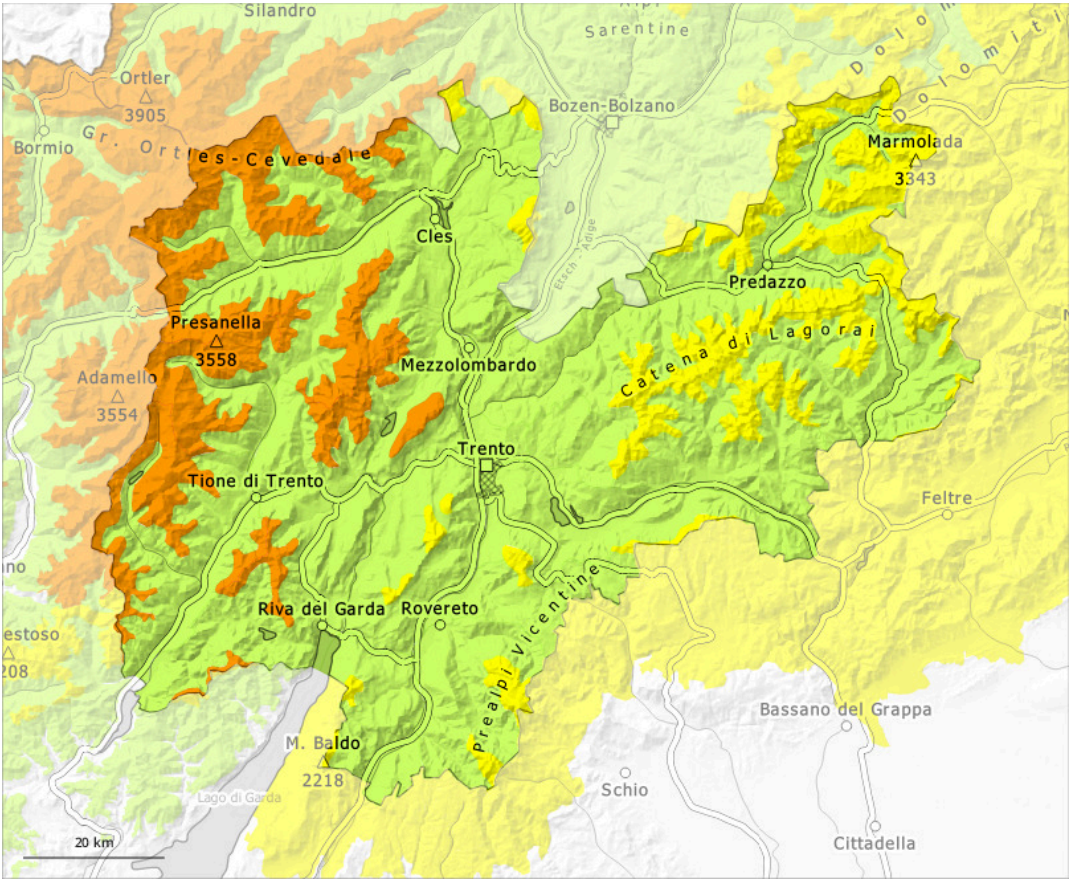 Silandro
Sarentine
Dolomiti
Ortler
3905
Bozen-Bolzano
Bormio
Gr. Ortles-Cevedale
Marmolada
3343
Cles
Etsch - Adige
Predazzo
Presanella
3558
Catena di Lagorai
Mezzolombardo
Adamello
3554
Trento
Tione di Trento
Feltre
Riva del Garda
Rovereto
Prealpi Vicentine
208
Bassano del Grappa
M. Baldo
2218
Schio
Lago di Garda
20 km
Cittadella